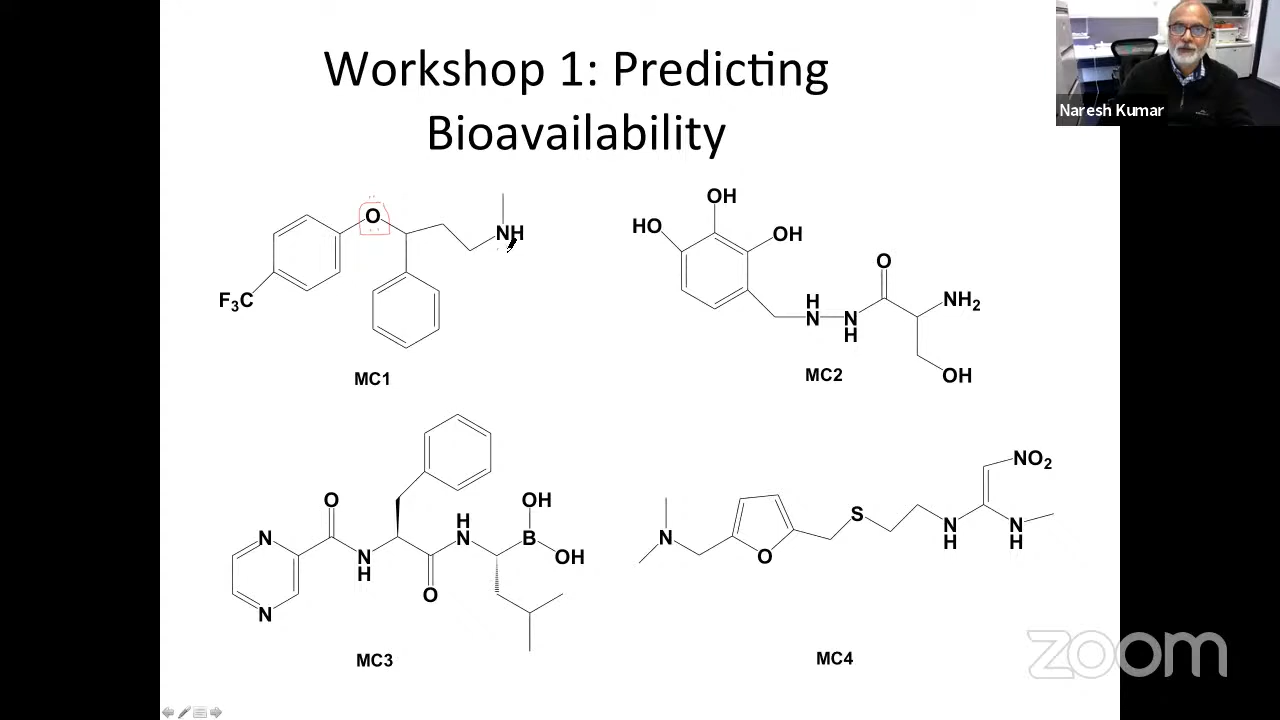 Workshop 1: Predicting
Bioavailability
Naresh Kumar
O
NH
F3C
MC1
OH
HO
OH
O
H
N
N
H
NH2
OH
MC2
O
N
N
N
H
H
N
O
OH
B
OH
MC3
N
O
S
N
H
N
H
NO2
MC4
zoom